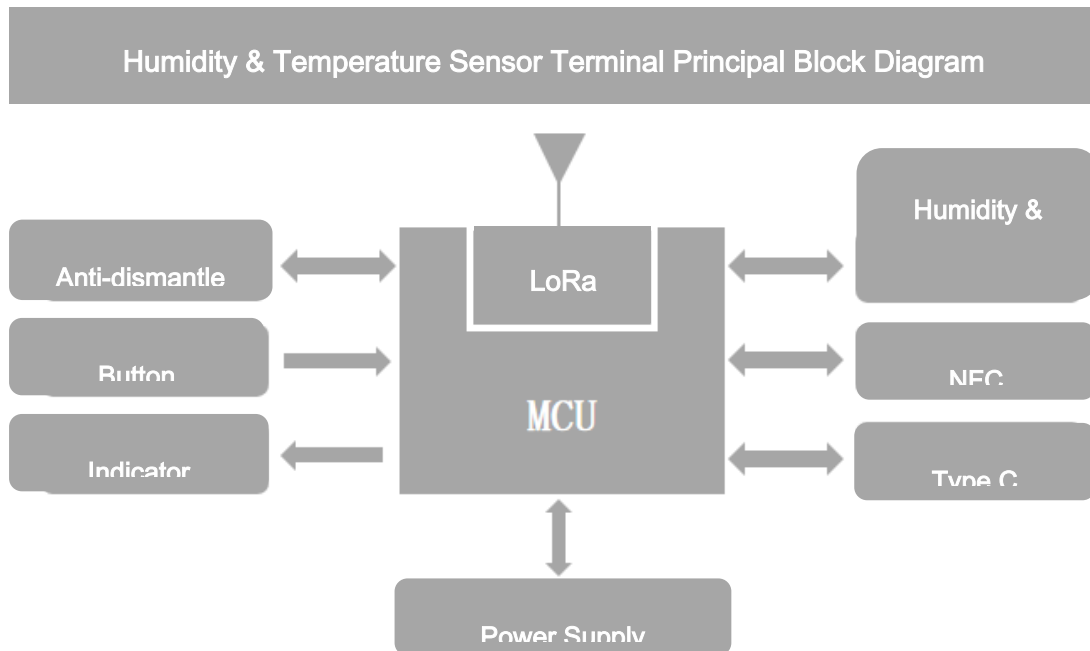 Humidity & Temperature Sensor Terminal Principal Block Diagram
Humidity &
Anti-dismantle
LoRa
Button
NFC
MCU
Indicator
Type C
Power Supply